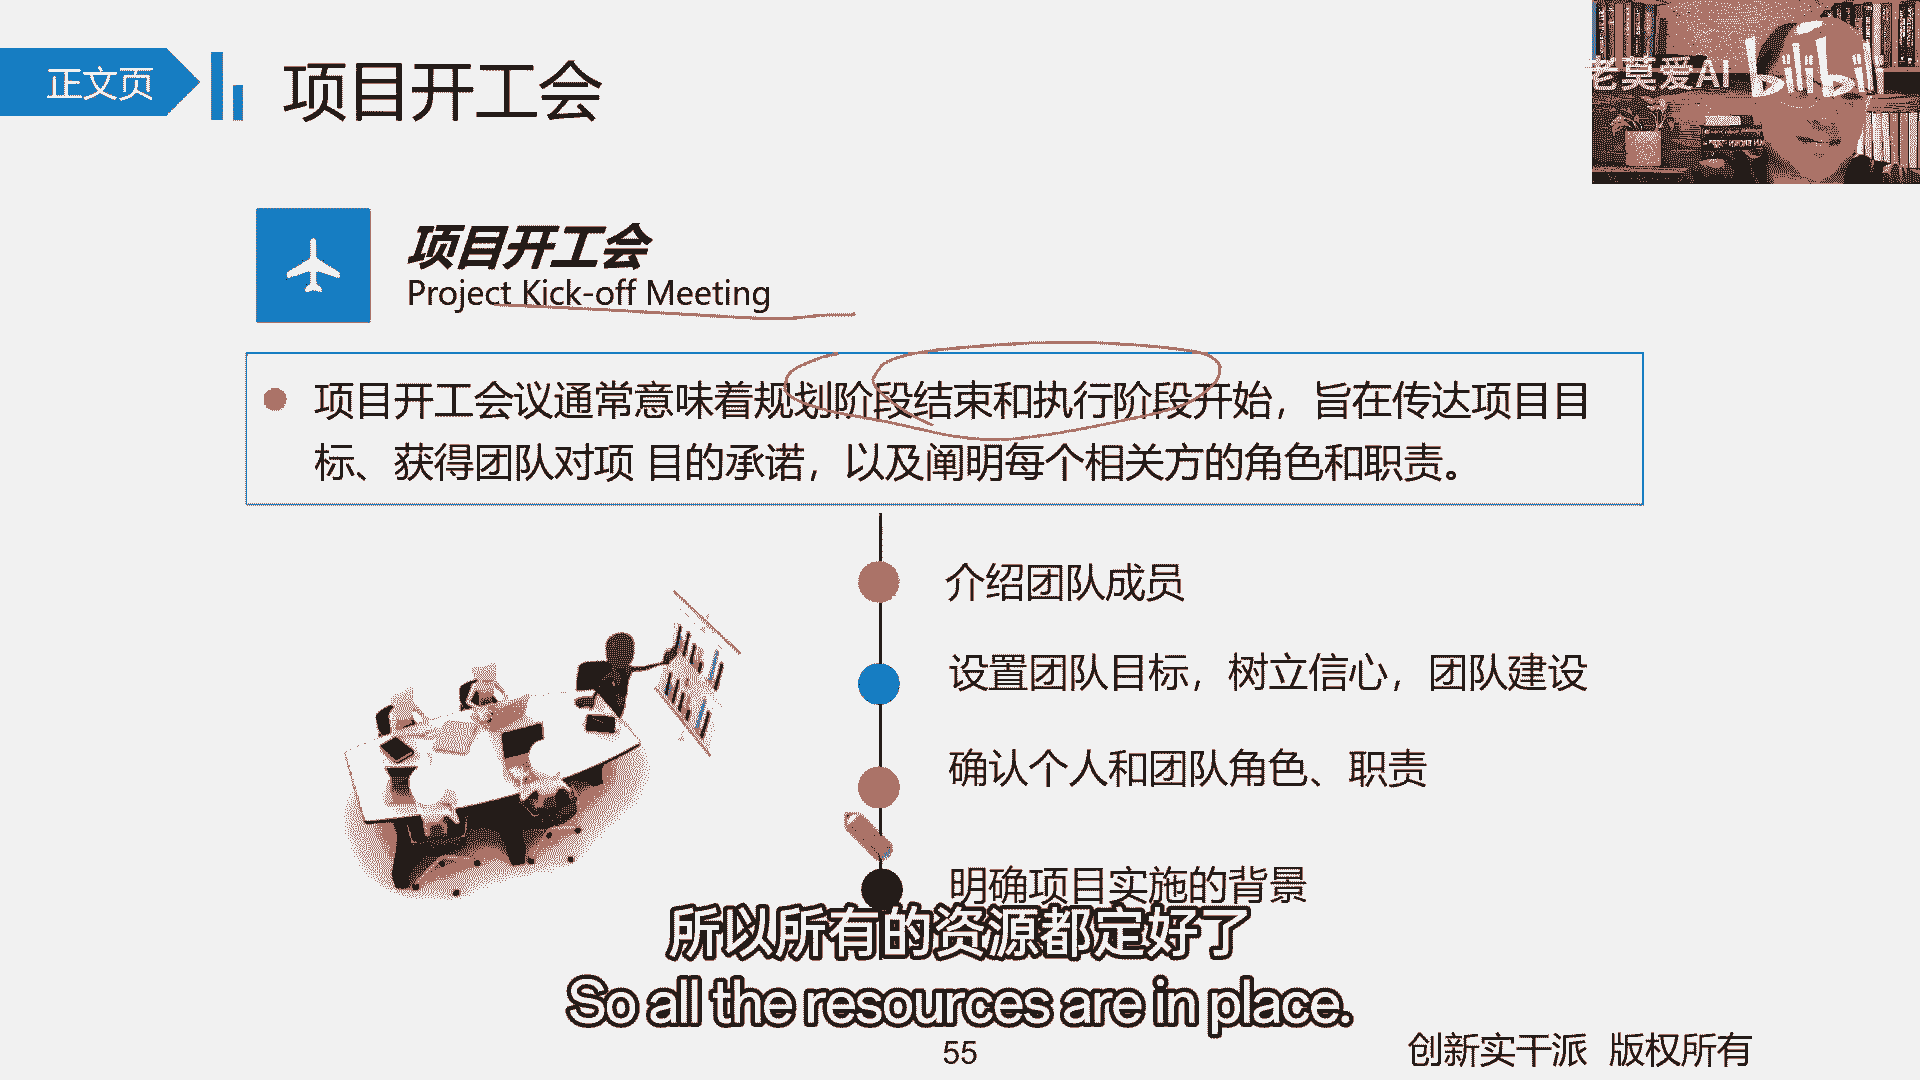 正文页
项目开工会
老莫爱AI
bilibili
项目开工会
Project Kick-off Meeting
项目开工会议通常意味着规划阶段结束和执行阶段开始，旨在传达项目目
标、获得团队对项 目的承诺，以及阐明每个相关方的角色和职责。
介绍团队成员
设置团队目标，树立信心，团队建设
确认个人和团队角色、职责
明确项目实施的背景
所以所有的资源都定好了
So all the resources are in place.
55
创新实干派 版权所有